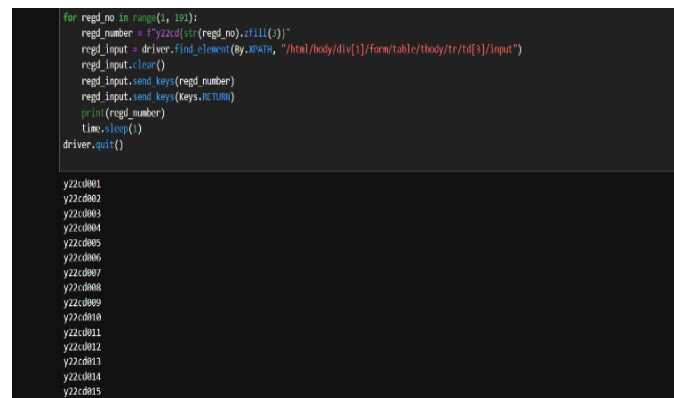 for regd_no in range(1, 191):
    regd_number = f"y22cd{str(regd_no).zfill(3)}"
    regd_input = driver.find_element(By.XPATH, "/html/body/div[1]/form/table/tbody/tr/td[3]/input")
    regd_input.clear()
    regd_input.send_keys(regd_number)
    regd_input.send_keys(Keys.RETURN)
    print(regd_number)
    time.sleep(1)
driver.quit()
y22cd001
y22cd002
y22cd003
y22cd004
y22cd005
y22cd006
y22cd007
y22cd008
y22cd009
y22cd010
y22cd011
y22cd012
y22cd013
y22cd014
y22cd015